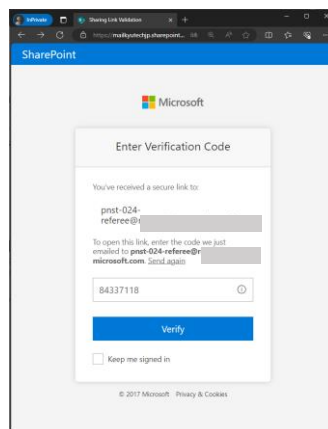 InPrivate
Sharing Link Validation
https://mailkyutechjp.sharepoint...
SharePoint
Microsoft
Enter Verification Code
You've received a secure link to:
pnst-024-
referee@
To open this link, enter the code we just
emailed to pnst-024-referee@r
microsoft.com. Send again
84337118
Verify
Keep me signed in
© 2017 Microsoft Privacy & Cookies